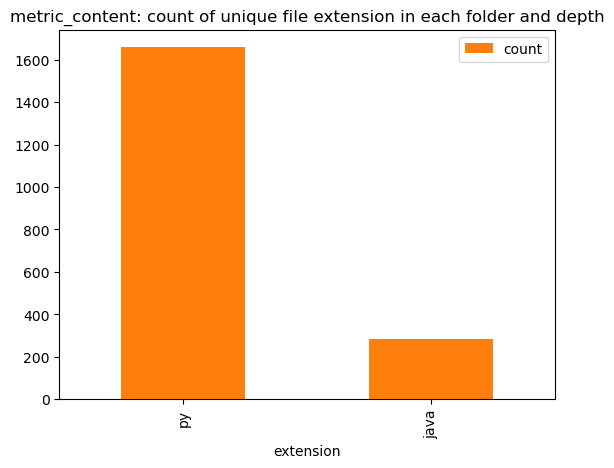 metric_content: count of unique file extension in each folder and depth
count
1600
1400
1200
1000
800
600
400
200
0
py
java
extension